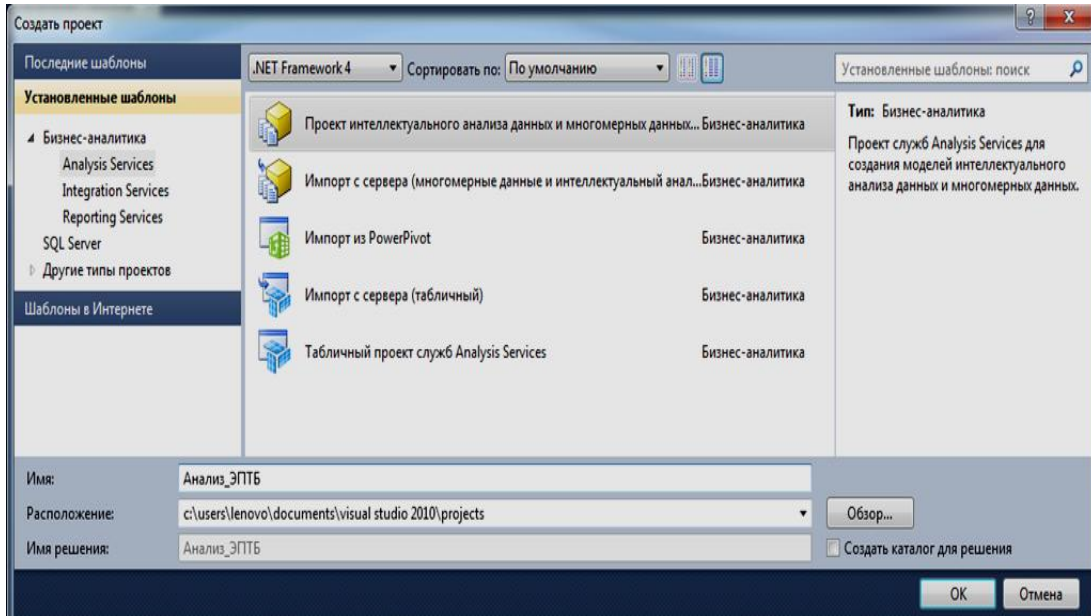 Создать проект
Последние шаблоны
Установленные шаблоны
Бизнес-аналитика
Analysis Services
Integration Services
Reporting Services
SQL Server
Другие типы проектов
Шаблоны в Интернете
.NET Framework 4
Сортировать по: По умолчанию
Проект интеллектуального анализа данных и многомерных данных... Бизнес-аналитика
Импорт с сервера (многомерные данные и интеллектуальный анал...Бизнес-аналитика
Импорт из PowerPivot Бизнес-аналитика
Импорт с сервера (табличный) Бизнес-аналитика
Табличный проект служб Analysis Services Бизнес-аналитика
Установленные шаблоны: поиск
Тип: Бизнес-аналитика
Проект служб Analysis Services для
создания моделей интеллектуального
анализа данных и многомерных данных.
Имя: Анализ_ЭПТБ
Расположение: c:\users\lenovo\documents\visual studio 2010\projects
Обзор...
Имя решения: Анализ_ЭПТБ
Создать каталог для решения
OK
Отмена